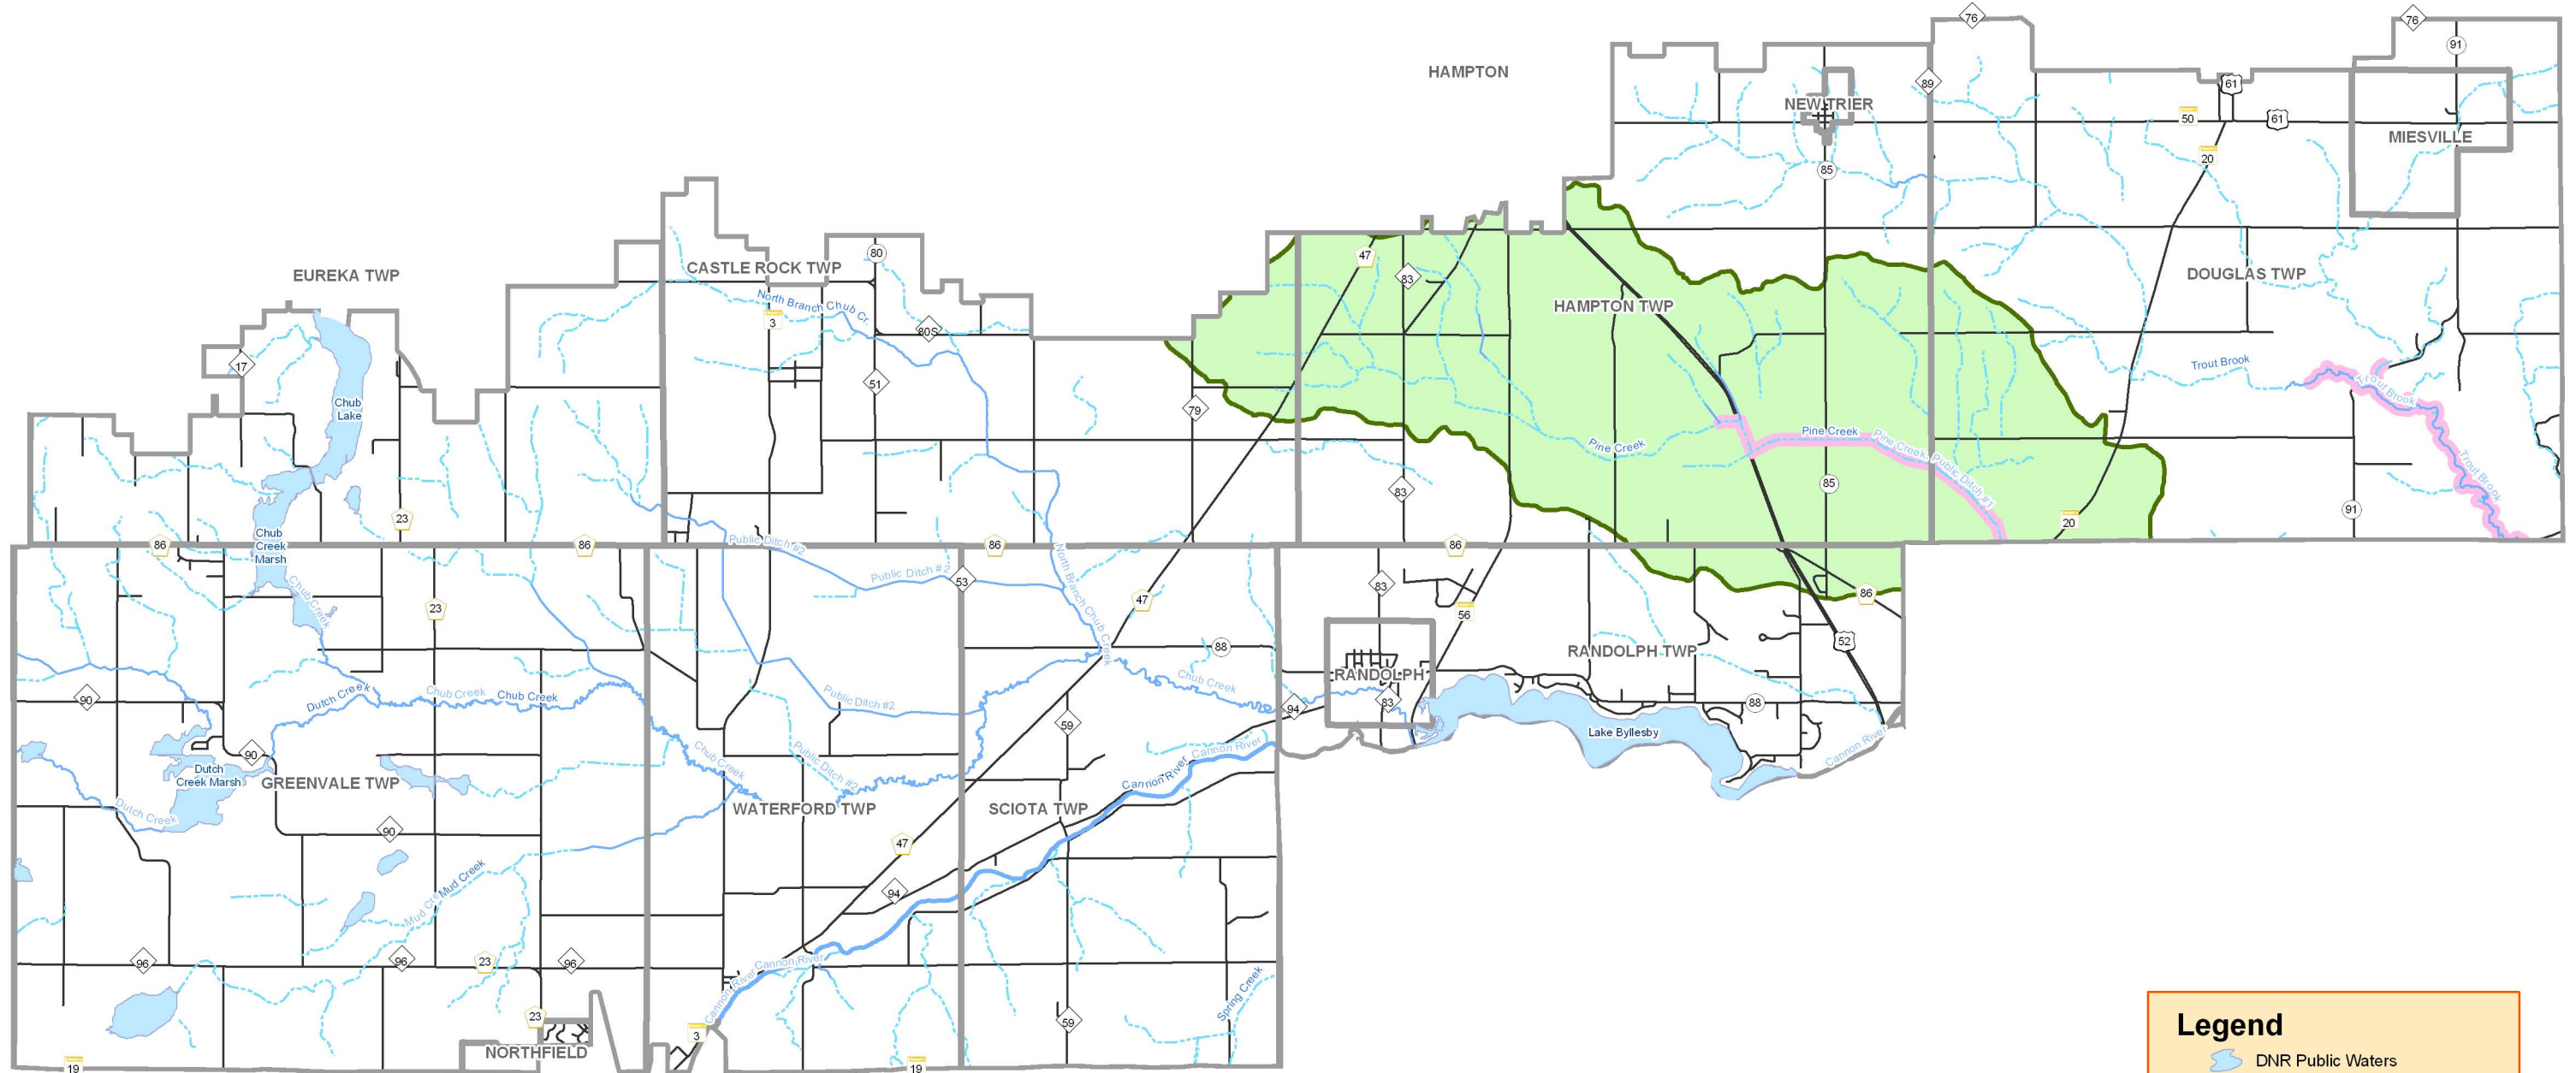 76
76
91
HAMPTON
89
61
NEW TRIER
50
61
MIESVILLE
20
85
80
47
EUREKA TWP
CASTLE ROCK TWP
83
DOUGLAS TWP
North Branch Chub Cr.
HAMPTON TWP
3
80S
17
Trout Brook
51
Trout Brook
Chub
Lake
79
Pine Creek
Pine Creek
Pine Creek, Public Ditch #1
Trout Brook
83
85
91
23
20
Chub
Creek
Marsh
86
86
86
86
Public Ditch #2
Public Ditch #2
53
83
North Branch Chub Creek
Chub Creek
23
47
56
86
88
52
RANDOLPH TWP
RANDOLPH
Chub Creek
90
Dutch Creek
Chub Creek
Chub Creek
Public Ditch #2
94
83
88
59
Lake Byllesby
Cannon River
Cannon River
90
Chub Creek
Public Ditch #2
Dutch
Creek Marsh
GREENVALE TWP
Cannon River
Dutch Creek
WATERFORD TWP
SCIOTA TWP
90
47
Mud Creek
94
96
96
23
96
Cannon River
Cannon River
Spring Creek
23
59
3
NORTHFIELD
19
19
Legend
DNR Public Waters